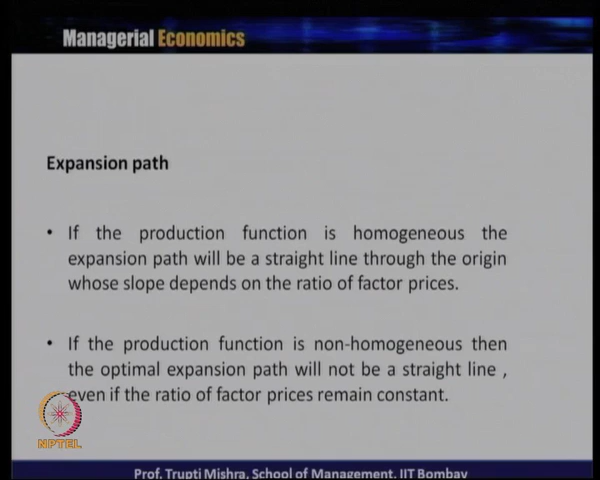 Managerial Economics
Expansion path
• If the production function is homogeneous the
expansion path will be a straight line through the origin
whose slope depends on the ratio of factor prices.
• If the production function is non-homogeneous then
the optimal expansion path will not be a straight line ,
even if the ratio of factor prices remain constant.
NPTEL
Prof. Trupti Mishra, School of Management, IIT Bombay